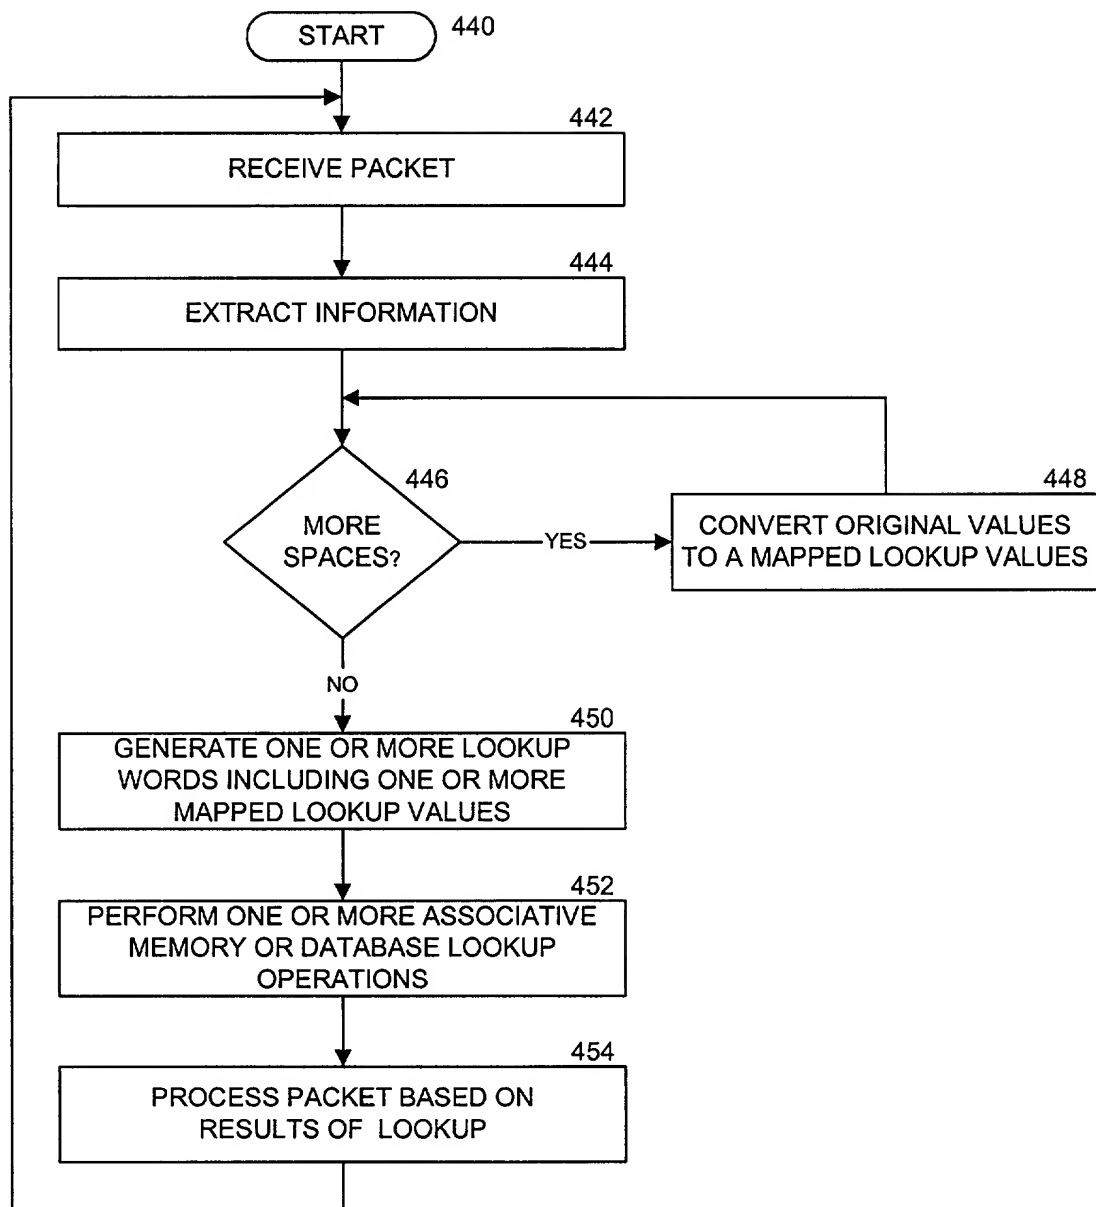 START
440
442
RECEIVE PACKET
444
EXTRACT INFORMATION
446
MORE
SPACES?
YES
448
CONVERT ORIGINAL VALUES
TO A MAPPED LOOKUP VALUES
NO
450
GENERATE ONE OR MORE LOOKUP
WORDS INCLUDING ONE OR MORE
MAPPED LOOKUP VALUES
452
PERFORM ONE OR MORE ASSOCIATIVE
MEMORY OR DATABASE LOOKUP
OPERATIONS
454
PROCESS PACKET BASED ON
RESULTS OF LOOKUP